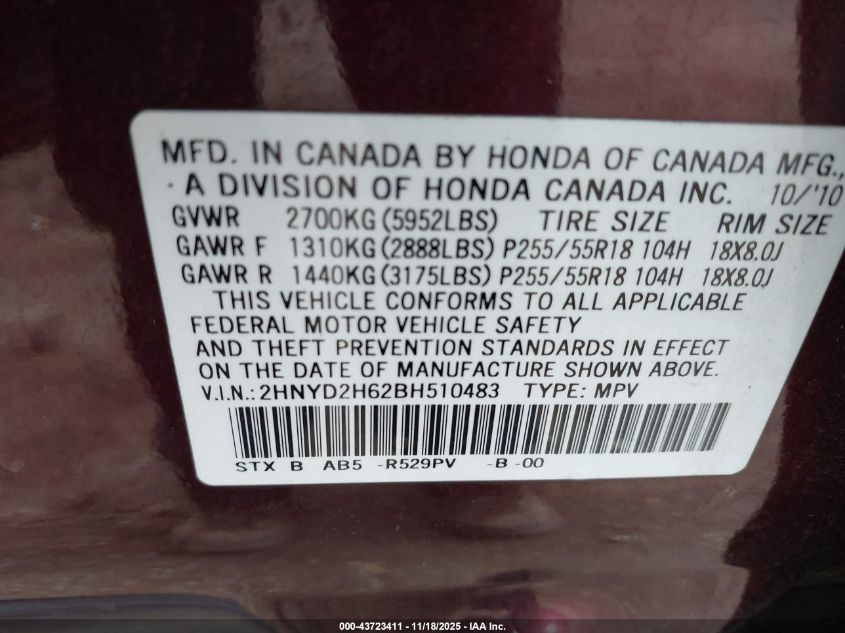 MFD. IN CANADA BY HONDA OF CANADA MFG.,
A DIVISION OF HONDA CANADA INC. 10/'10
GVWR 2700KG (5952LBS) TIRE SIZE RIM SIZE
GAWR F 1310KG (2888LBS) P255/55R18 104H 18X8.0J
GAWR R 1440KG (3175LBS) P255/55R18 104H 18X8.0J
THIS VEHICLE CONFORMS TO ALL APPLICABLE
FEDERAL MOTOR VEHICLE SAFETY
AND THEFT PREVENTION STANDARDS IN EFFECT
ON THE DATE OF MANUFACTURE SHOWN ABOVE.
V.I.N.: 2HNYD2H62BH510483 TYPE: MPV
STX B AB5 -R529PV -B -00
000-43723411 - 11/18/2025 - IAA Inc.